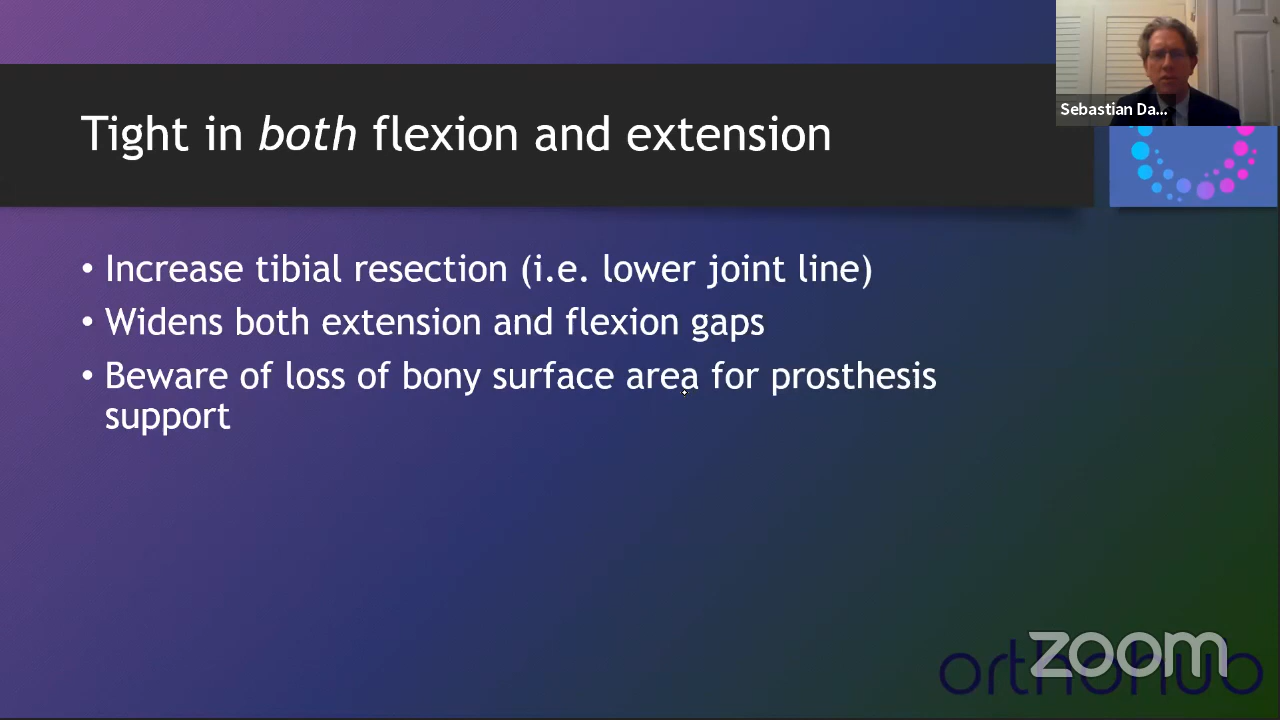 Sebastian Da...
Tight in both flexion and extension
• Increase tibial resection (i.e. lower joint line)
• Widens both extension and flexion gaps
• Beware of loss of bony surface area for prosthesis
support
zoom
orthohub